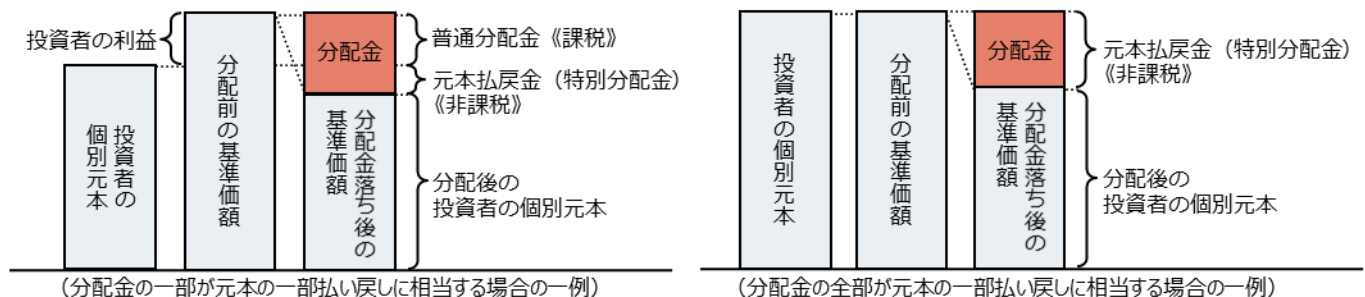 投資者の利益
投資者の
個別元本
分配前の基準価額
分配金
分配金落ち後の
基準価額
普通分配金《課税》
元本払戻金（特別分配金）
《非課税》
分配後の
投資者の個別元本
（分配金の一部が元本の一部払い戻しに相当する場合の一例）
投資者の個別元本
分配前の基準価額
分配金
分配金落ち後の
基準価額
元本払戻金（特別分配金）
《非課税》
分配後の
投資者の個別元本
（分配金の全部が元本の一部払い戻しに相当する場合の一例）